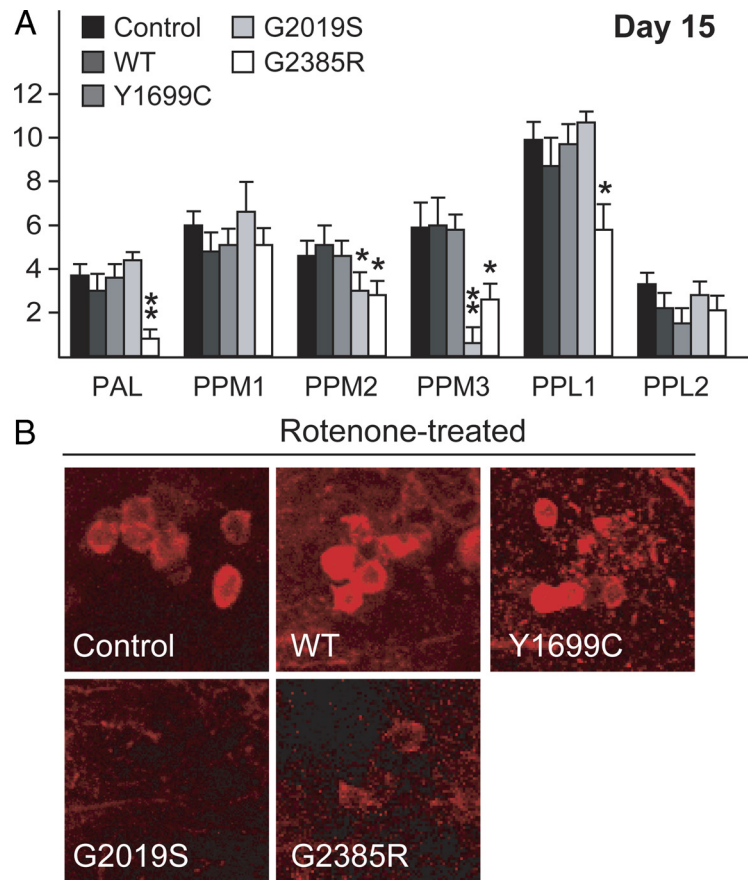 A
Control
WT
Y1699C
G2019S
G2385R
Day 15
12
10
8
6
4
2
**
*
*
**
*
*
PAL PPM1 PPM2 PPM3 PPL1 PPL2
B
Rotenone-treated
Control WT Y1699C
G2019S G2385R